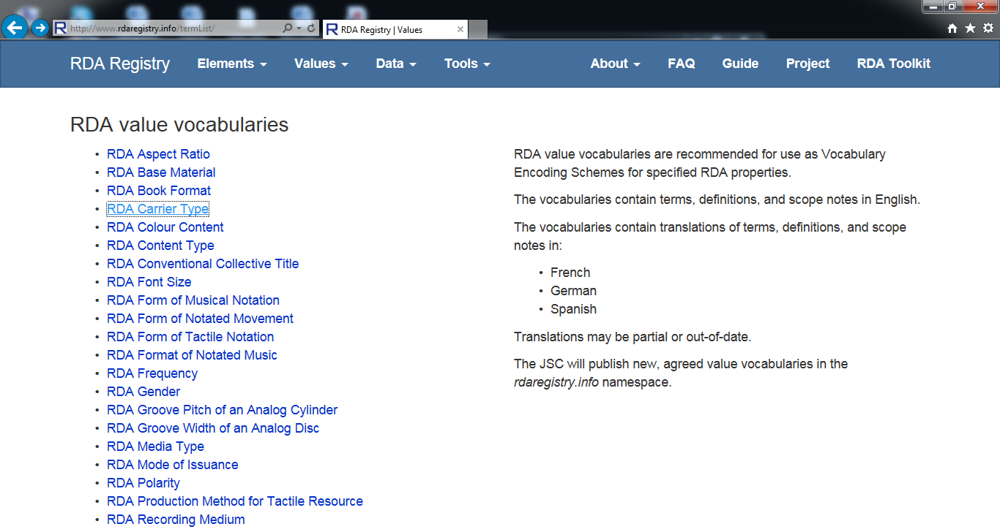 http://www.rdaregistry.info/termList/
RDA Registry | Values
RDA Registry
Elements
Values
Data
Tools
About
FAQ
Guide
Project
RDA Toolkit
RDA value vocabularies
• RDA Aspect Ratio
• RDA Base Material
• RDA Book Format
• RDA Carrier Type
• RDA Colour Content
• RDA Content Type
• RDA Conventional Collective Title
• RDA Font Size
• RDA Form of Musical Notation
• RDA Form of Notated Movement
• RDA Form of Tactile Notation
• RDA Format of Notated Music
• RDA Frequency
• RDA Gender
• RDA Groove Pitch of an Analog Cylinder
• RDA Groove Width of an Analog Disc
• RDA Media Type
• RDA Mode of Issuance
• RDA Polarity
• RDA Production Method for Tactile Resource
• RDA Recording Medium
RDA value vocabularies are recommended for use as Vocabulary
Encoding Schemes for specified RDA properties.
The vocabularies contain terms, definitions, and scope notes in English.
The vocabularies contain translations of terms, definitions, and scope
notes in:
• French
• German
• Spanish
Translations may be partial or out-of-date.
The JSC will publish new, agreed value vocabularies in the
rdaregistry.info namespace.